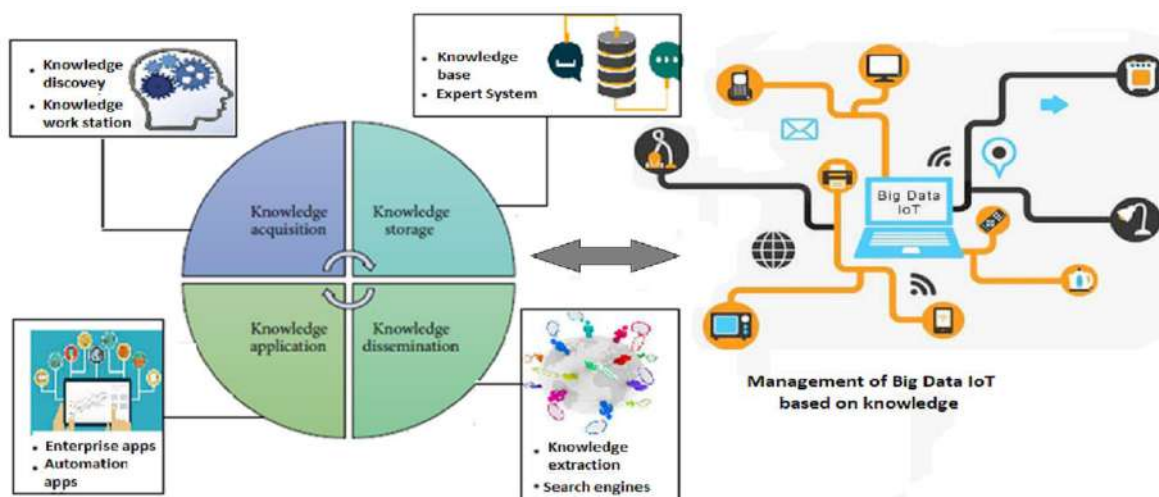 • Knowledge
discovey
• Knowledge
work station
• Knowledge
base
• Expert System
Knowledge
acquisition
Knowledge
storage
Knowledge
application
Knowledge
dissemination
• Enterprise apps
• Automation
apps
• Knowledge
extraction
• Search engines
Big Data
IoT
Management of Big Data IoT
based on knowledge